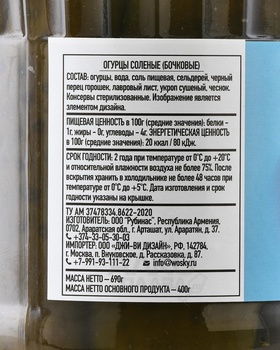 ОГУРЦЫ СОЛЕНЫЕ (БОЧКОВЫЕ)
СОСТАВ: огурцы, вода, соль пищевая, сельдерей, черный
перец горошек, лавровый лист, укроп сушеный, чеснок.
Консервы стерилизованные. Изображение является
элементом дизайна.
ПИЩЕВАЯ ЦЕННОСТЬ в 100г (средние значения): белки -
1г, жиры - 0г, углеводы - 4г. ЭНЕРГЕТИЧЕСКАЯ ЦЕННОСТЬ
в 100г (средние значения): 20 ккал / 80 кДж.
СРОК ГОДНОСТИ: 2 года при температуре от 0°С до +20°С
и относительной влажности воздуха не более 75%. После
вскрытия хранить в холодильнике не более 48 часов при
температуре от 0°С до +5°С. Дата изготовления и срок
годности указаны на крышке.
ТУ АМ 37478334.8622-2020
ИЗГОТОВИТЕЛЬ: ООО "Рубинас", Республика Армения,
0702, Араратская обл., г. Арташат, ул. Араратян, д. 37.
+374-33-05-30-03
ИМПОРТЕР: ООО «ДЖИ-ВИ ДИЗАЙН», РФ, 142784,
г. Москва, п. Внуковское, д. Рассказовка, д. 87.
+7-991-93-111-22 info@wosky.ru
МАССА НЕТТО – 690г
МАССА НЕТТО ОСНОВНОГО ПРОДУКТА – 400г